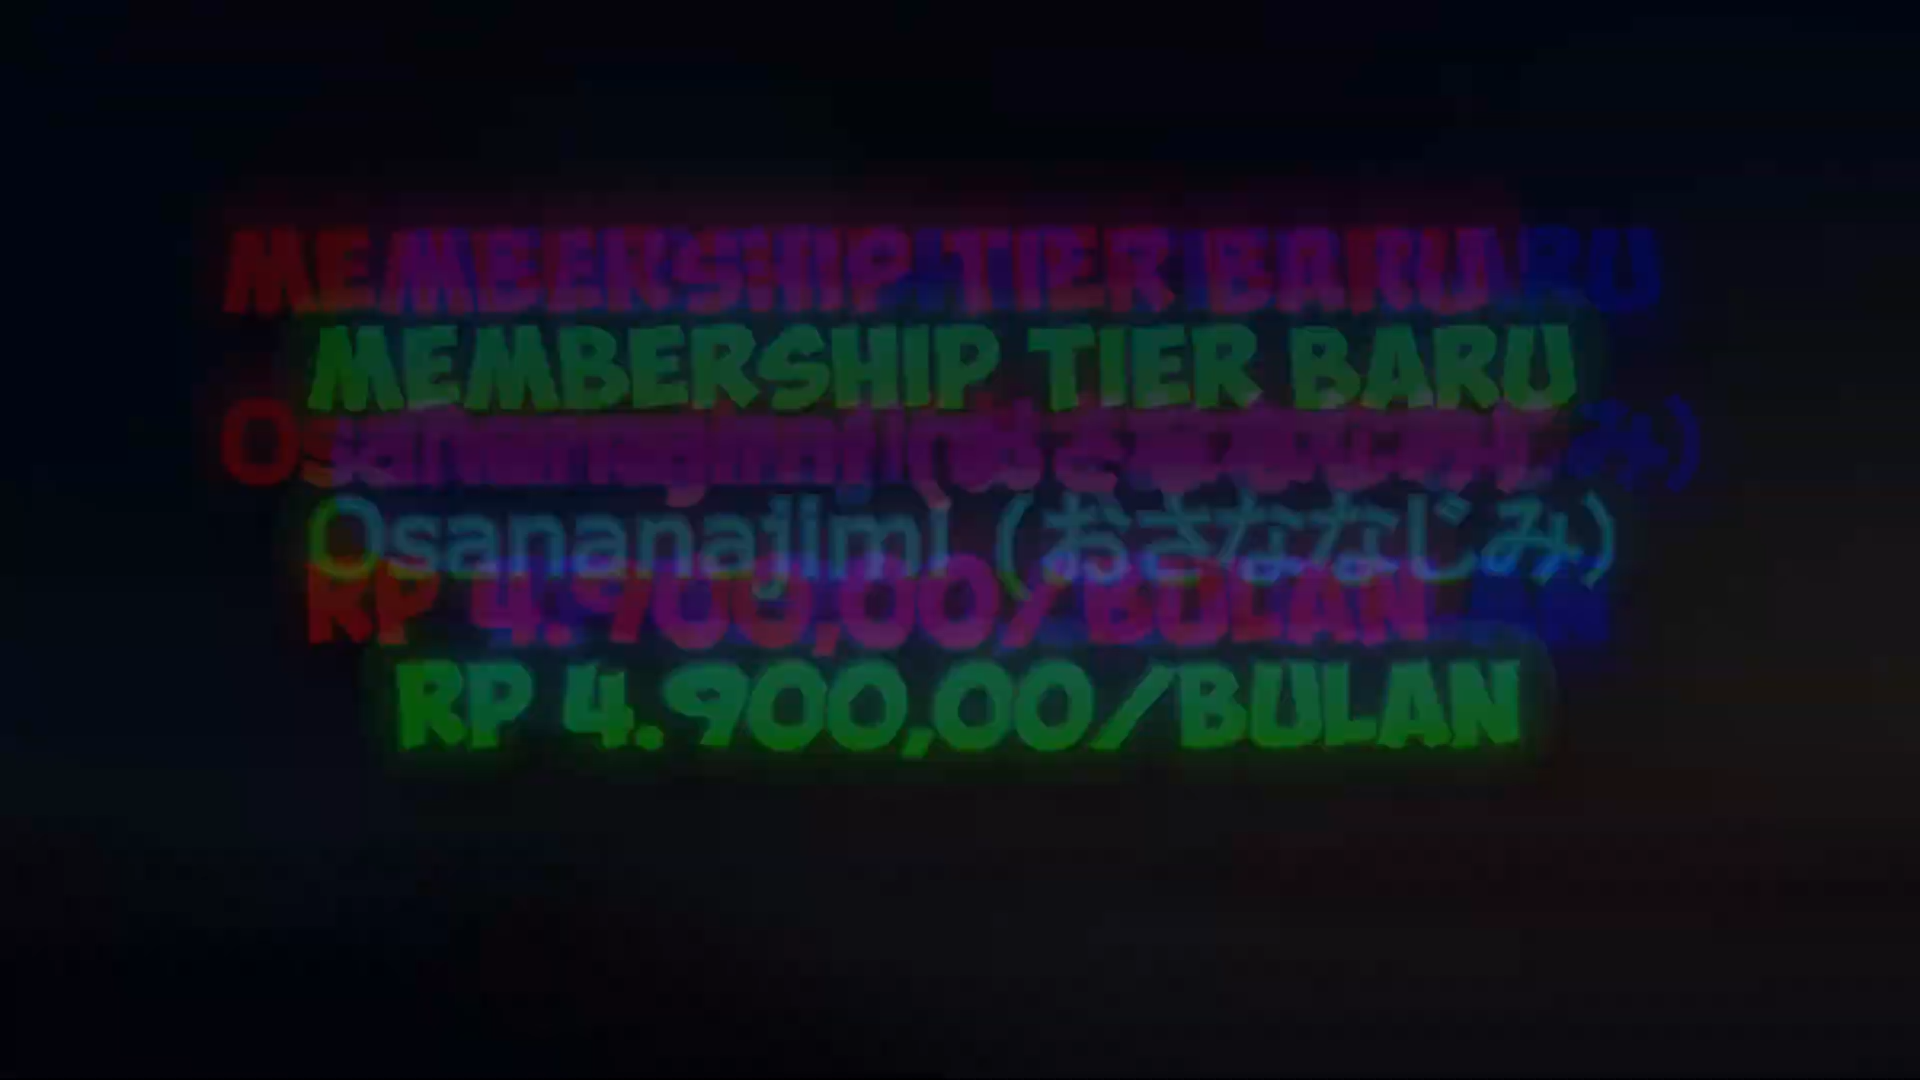 MEMBERSHIP TIER BARU
Osananajimi (おさななじみ)
RP 4.900,00/BULAN